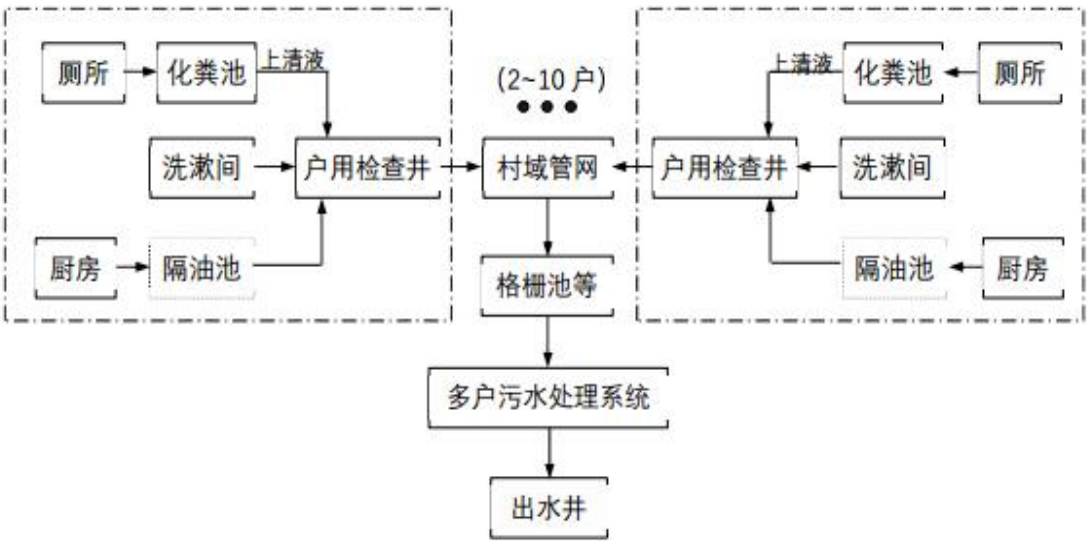 厕所
化粪池
上清液
(2~10 户)
上清液
化粪池
厕所
洗漱间
户用检查井
村域管网
户用检查井
洗漱间
厨房
隔油池
格栅池等
隔油池
厨房
多户污水处理系统
出水井